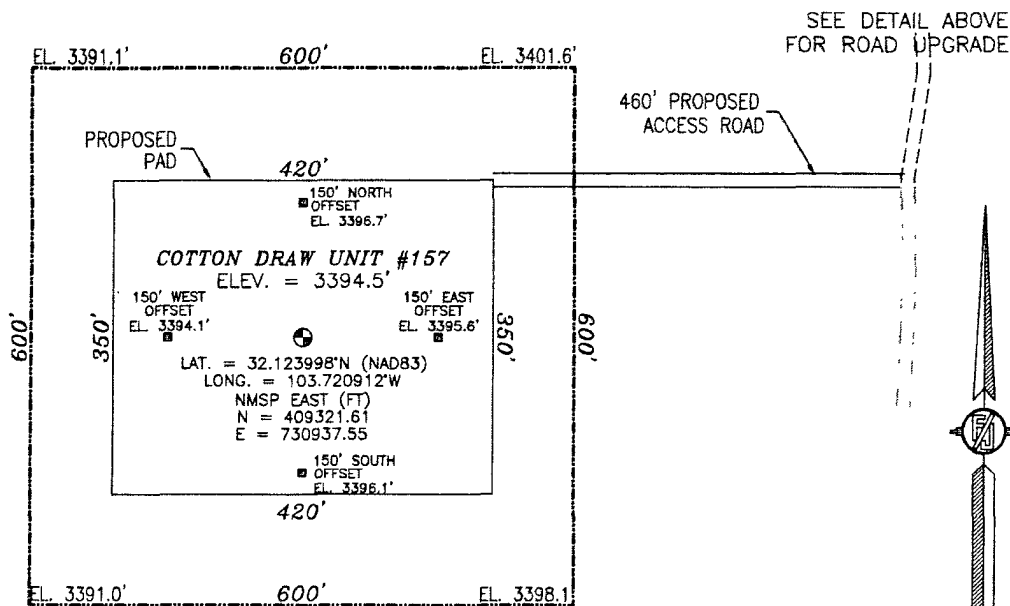 SEE DETAIL ABOVE
FOR ROAD UPGRADE
EL. 3391.1'
600'
EL. 3401.6'
460' PROPOSED
ACCESS ROAD
PROPOSED
PAD
420'
150' NORTH
OFFSET
EL. 3396.7'
COTTON DRAW UNIT #157
ELEV. = 3394.5'
150' WEST
OFFSET
EL. 3394.1'
150' EAST
OFFSET
EL. 3395.6'
600'
350'
350'
600'
LAT. = 32.123998°N (NAD83)
LONG. = 103.720912°W
NMSP EAST (FT)
N = 409321.61
E = 730937.55
150' SOUTH
OFFSET
EL. 3396.1'
420'
EL. 3391.0'
600'
EL. 3398.1